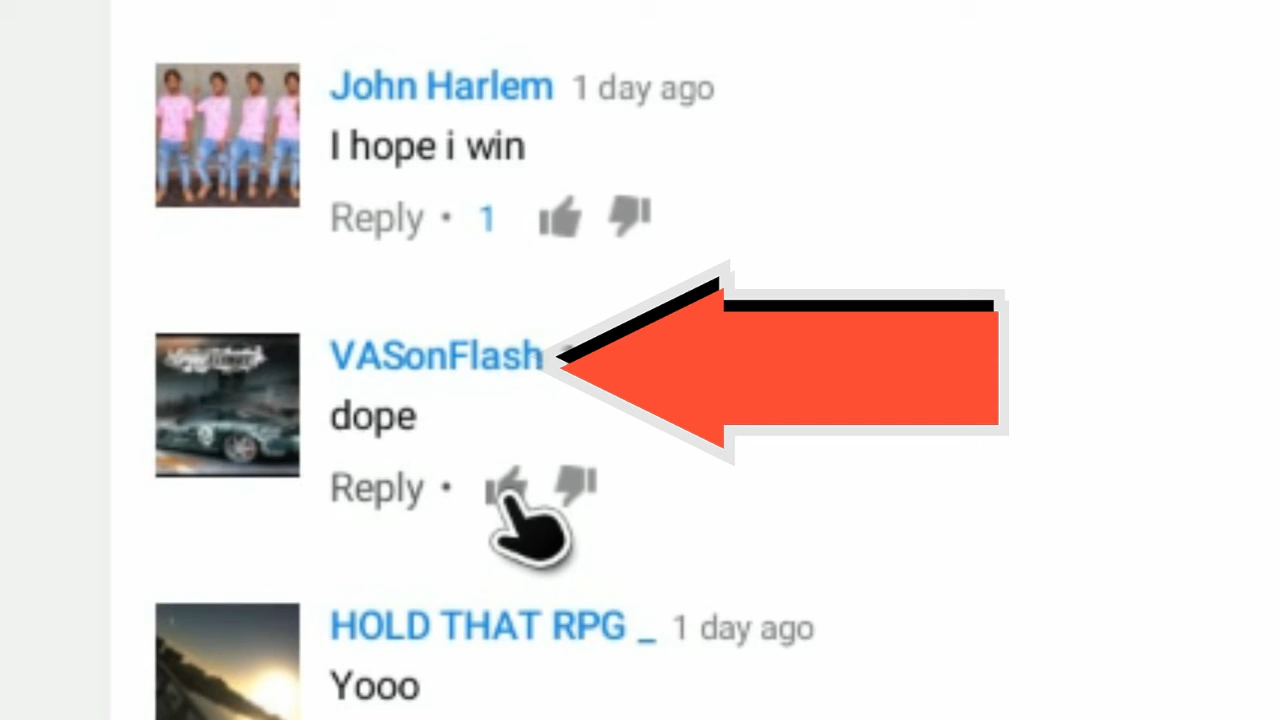 John Harlem 1 day ago
I hope i win
Reply • 1
VASonFlash
dope
Reply •
HOLD THAT RPG _ 1 day ago
Yooo